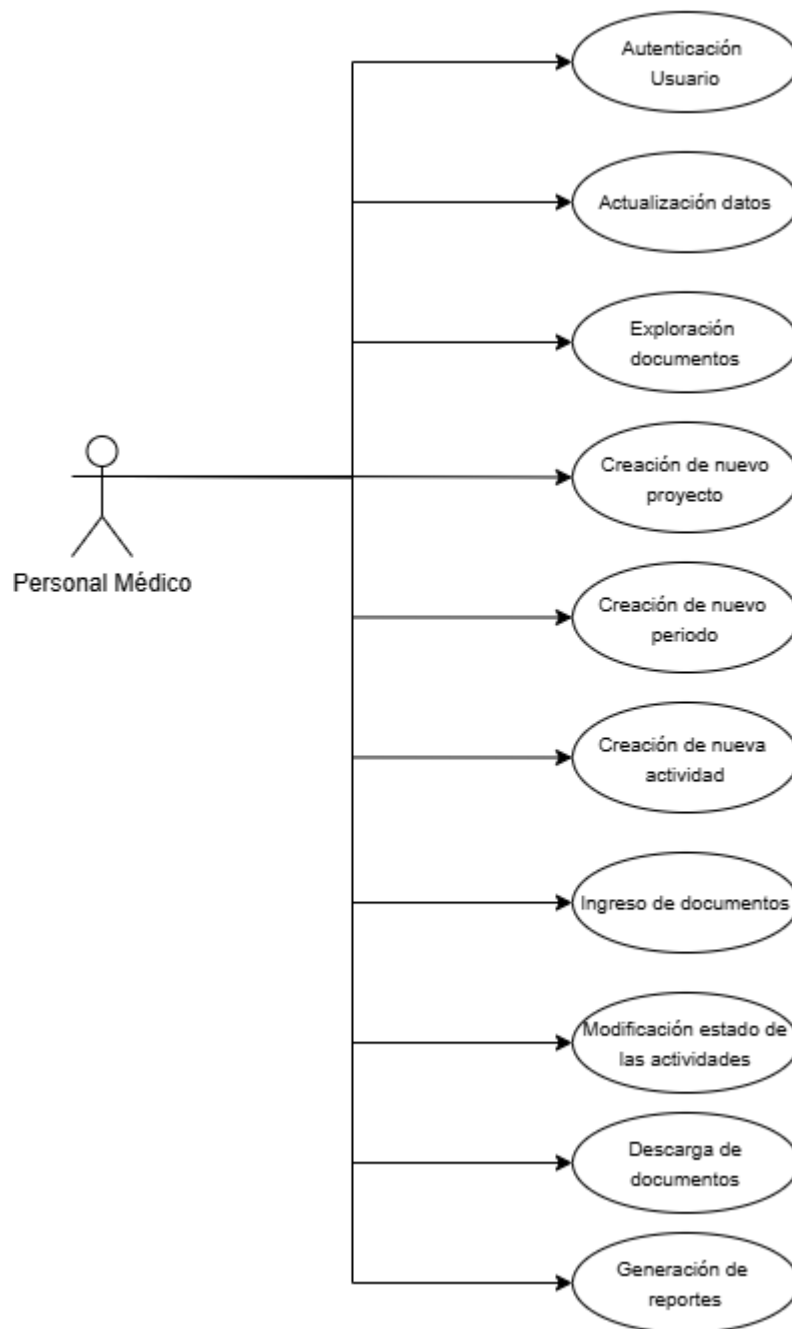 Autenticación
Usuario
Actualización datos
Exploración
documentos
Creación de nuevo
proyecto
Personal Médico
Creación de nuevo
periodo
Creación de nueva
actividad
Ingreso de documentos
Modificación estado de
las actividades
Descarga de
documentos
Generación de
reportes